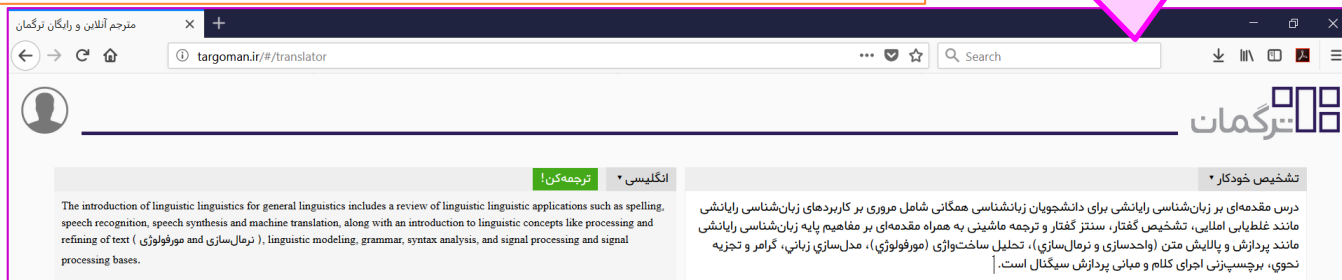 مترجم آنلاین و رایگان ترگمان
targoman.ir/#/translator
Search
ترگمان
تشخیص خودکار
انگلیسی
ترجمه‌کن!
درس مقدمه‌ای بر زبان‌شناسی رایانشی برای دانشجویان زبانشناسی همگانی شامل مروری بر کاربردهای زبان‌شناسی رایانشی
مانند غلط‌یابی املایی، تشخیص گفتار، سنتز گفتار و ترجمه ماشینی به همراه مقدمه‌ای بر مفاهیم پایه زبان‌شناسی رایانشی
مانند پردازش و پالایش متن (واحدسازی و نرمال‌سازي)، تحلیل ساخت‌واژی (مورفولوژي)، مدل‌سازي زباني، گرامر و تجزیه
نحوي، برچسپ‌زنی اجرای کلام و مبانی پردازش سیگنال است.
The introduction of linguistic linguistics for general linguistics includes a review of linguistic linguistic applications such as spelling,
speech recognition, speech synthesis and machine translation, along with an introduction to linguistic concepts like processing and
refining of text ( نرمال‌سازی and مورفولوژی ), linguistic modeling, grammar, syntax analysis, and signal processing and signal
processing bases.